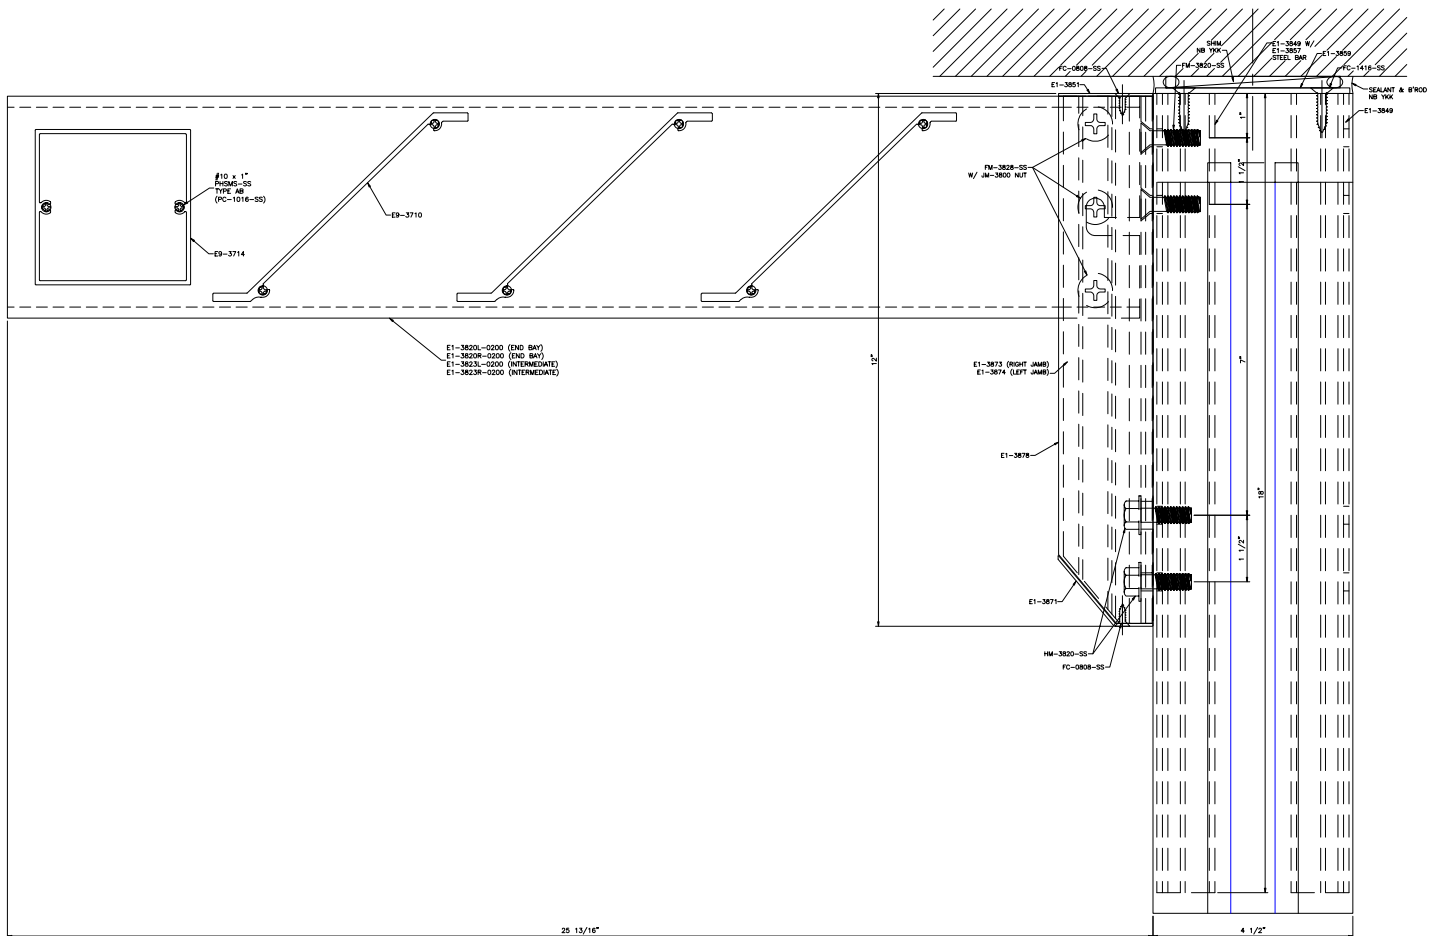 SHIM
NB YKK
E1-3849 W/
E1-3857
STEEL BAR
E1-3859
FM-3820-SS
FC-1416-SS
FC-0808-SS
E1-3851
SEALANT & B'ROD
NB YKK
E1-3849
1"
#10 x 1"
PHSMS-SS
TYPE AB
(PC-1016-SS)
FM-3828-SS
W/ JM-3800 NUT
1 1/2"
E9-3710
E9-3714
E1-3820L-0200 (END BAY)
E1-3820R-0200 (END BAY)
E1-3823L-0200 (INTERMEDIATE)
E1-3823R-0200 (INTERMEDIATE)
12"
E1-3873 (RIGHT JAMB)
E1-3874 (LEFT JAMB)
7"
E1-3878
18"
1 1/2"
E1-3871
HM-3820-SS
FC-0808-SS
25 13/16"
4 1/2"